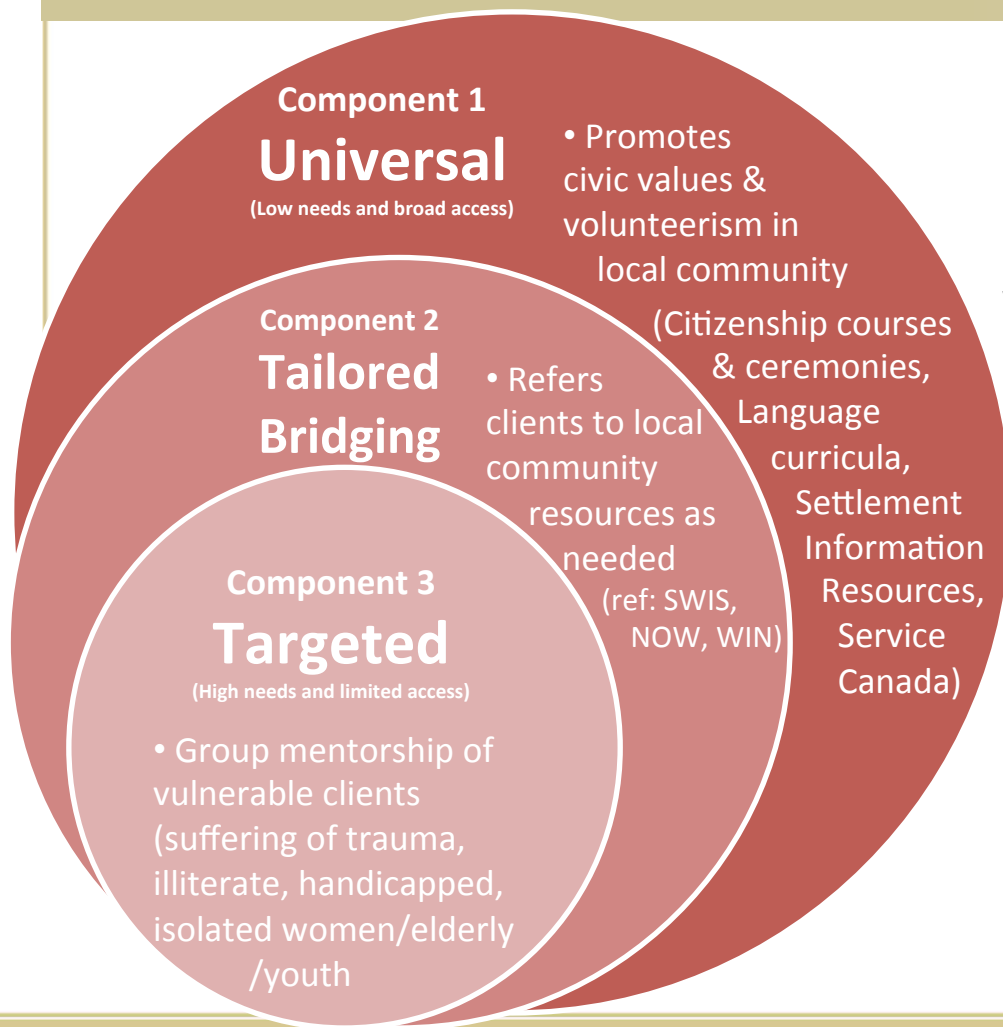 Component 1
Universal
(Low needs and broad access)
• Promotes
civic values &
volunteerism in
local community
(Citizenship courses
& ceremonies,
Language
curricula,
Settlement
Information
Resources,
Service
Canada)
Component 2
Tailored
Bridging
• Refers
clients to local
community
resources as
needed
(ref: SWIS,
NOW, WIN)
Component 3
Targeted
(High needs and limited access)
• Group mentorship of
vulnerable clients
(suffering of trauma,
illiterate, handicapped,
isolated women/elderly
/youth